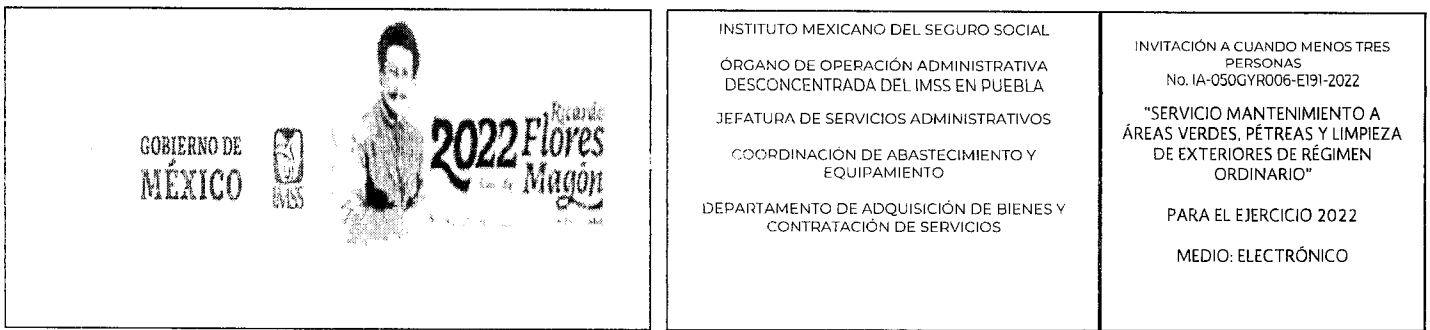 GOBIERNO DE
MÉXICO
IMSS
2022 Ricardo
Flores
Magón
INSTITUTO MEXICANO DEL SEGURO SOCIAL
ÓRGANO DE OPERACIÓN ADMINISTRATIVA
DESCONCENTRADA DEL IMSS EN PUEBLA
JEFATURA DE SERVICIOS ADMINISTRATIVOS
COORDINACIÓN DE ABASTECIMIENTO Y
EQUIPAMIENTO
DEPARTAMENTO DE ADQUISICIÓN DE BIENES Y
CONTRATACIÓN DE SERVICIOS
INVITACIÓN A CUANDO MENOS TRES
PERSONAS
No. IA-050GYR006-E191-2022
"SERVICIO MANTENIMIENTO A
ÁREAS VERDES, PÉTREAS Y LIMPIEZA
DE EXTERIORES DE RÉGIMEN
ORDINARIO"
PARA EL EJERCICIO 2022
MEDIO: ELECTRÓNICO